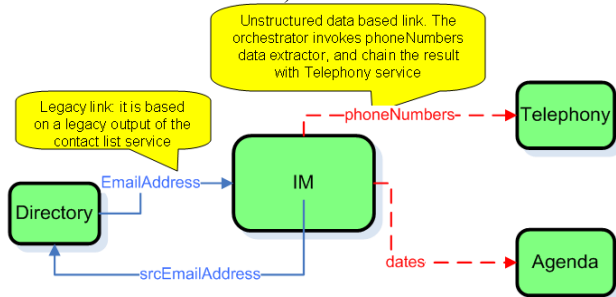 Unstructured data based link. The
orchestrator invokes phoneNumbers
data extractor, and chain the result
with Telephony service
Legacy link: it is based
on a legacy output of the
contact list service
phoneNumbers
Telephony
EmailAddress
IM
Directory
srcEmailAddress
dates
Agenda